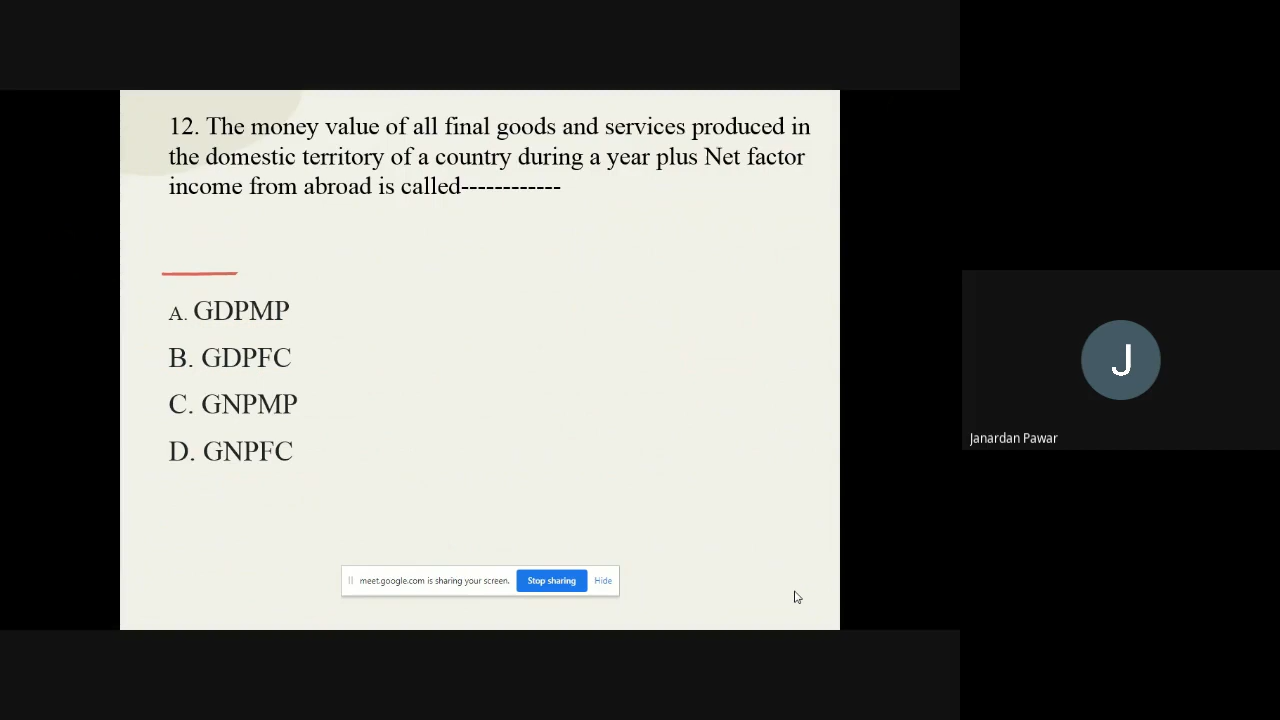 12. The money value of all final goods and services produced in
the domestic territory of a country during a year plus Net factor
income from abroad is called------------
A. GDPMP
B. GDPFC
C. GNPMP
D. GNPFC
meet.google.com is sharing your screen. Stop sharing Hide
J
Janardan Pawar